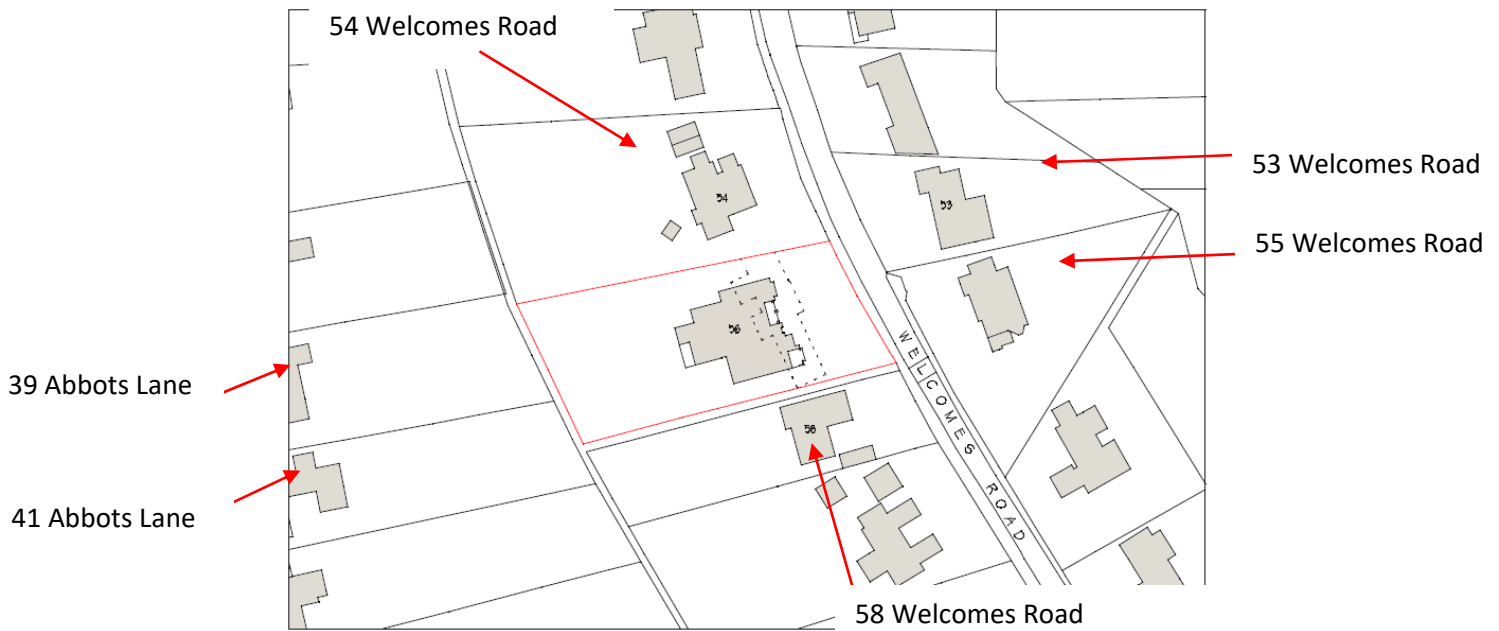 54 Welcomes Road
53 Welcomes Road
54
53
55 Welcomes Road
56
WELCOMES ROAD
39 Abbots Lane
58
41 Abbots Lane
58 Welcomes Road